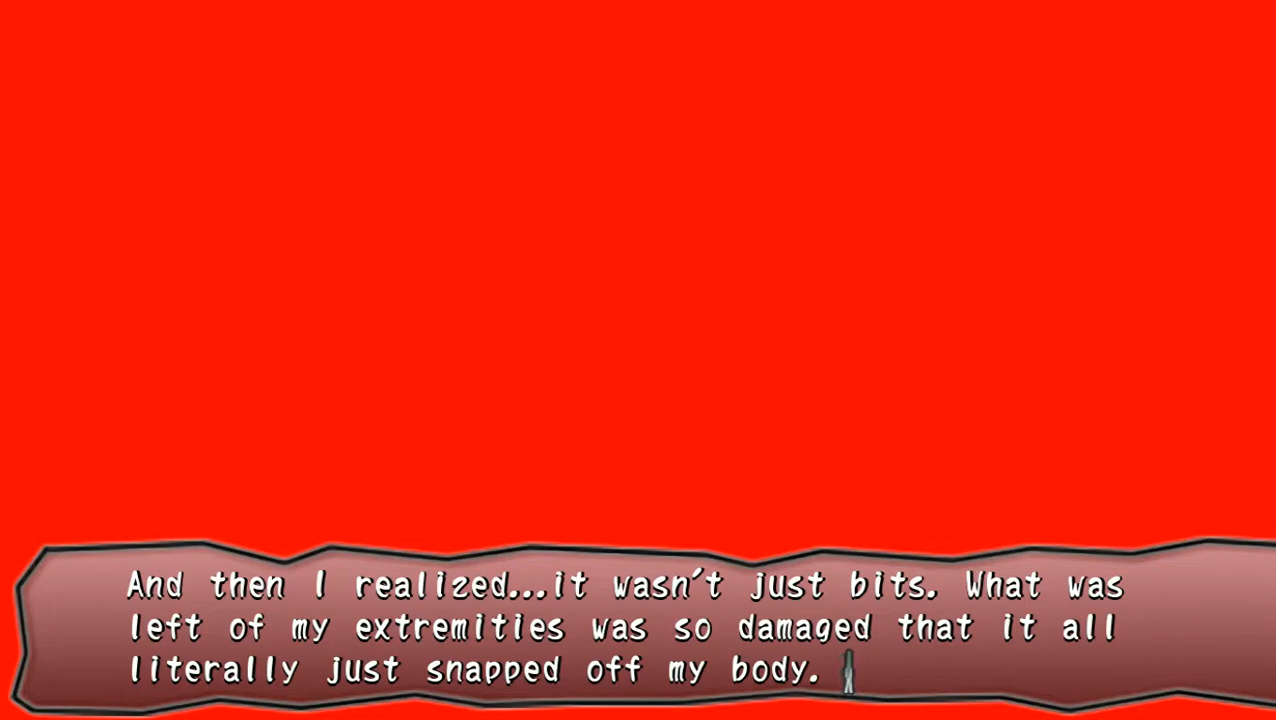 And then I realized...it wasn't just bits. What was
left of my extremities was so damaged that it all
literally just snapped off my body.